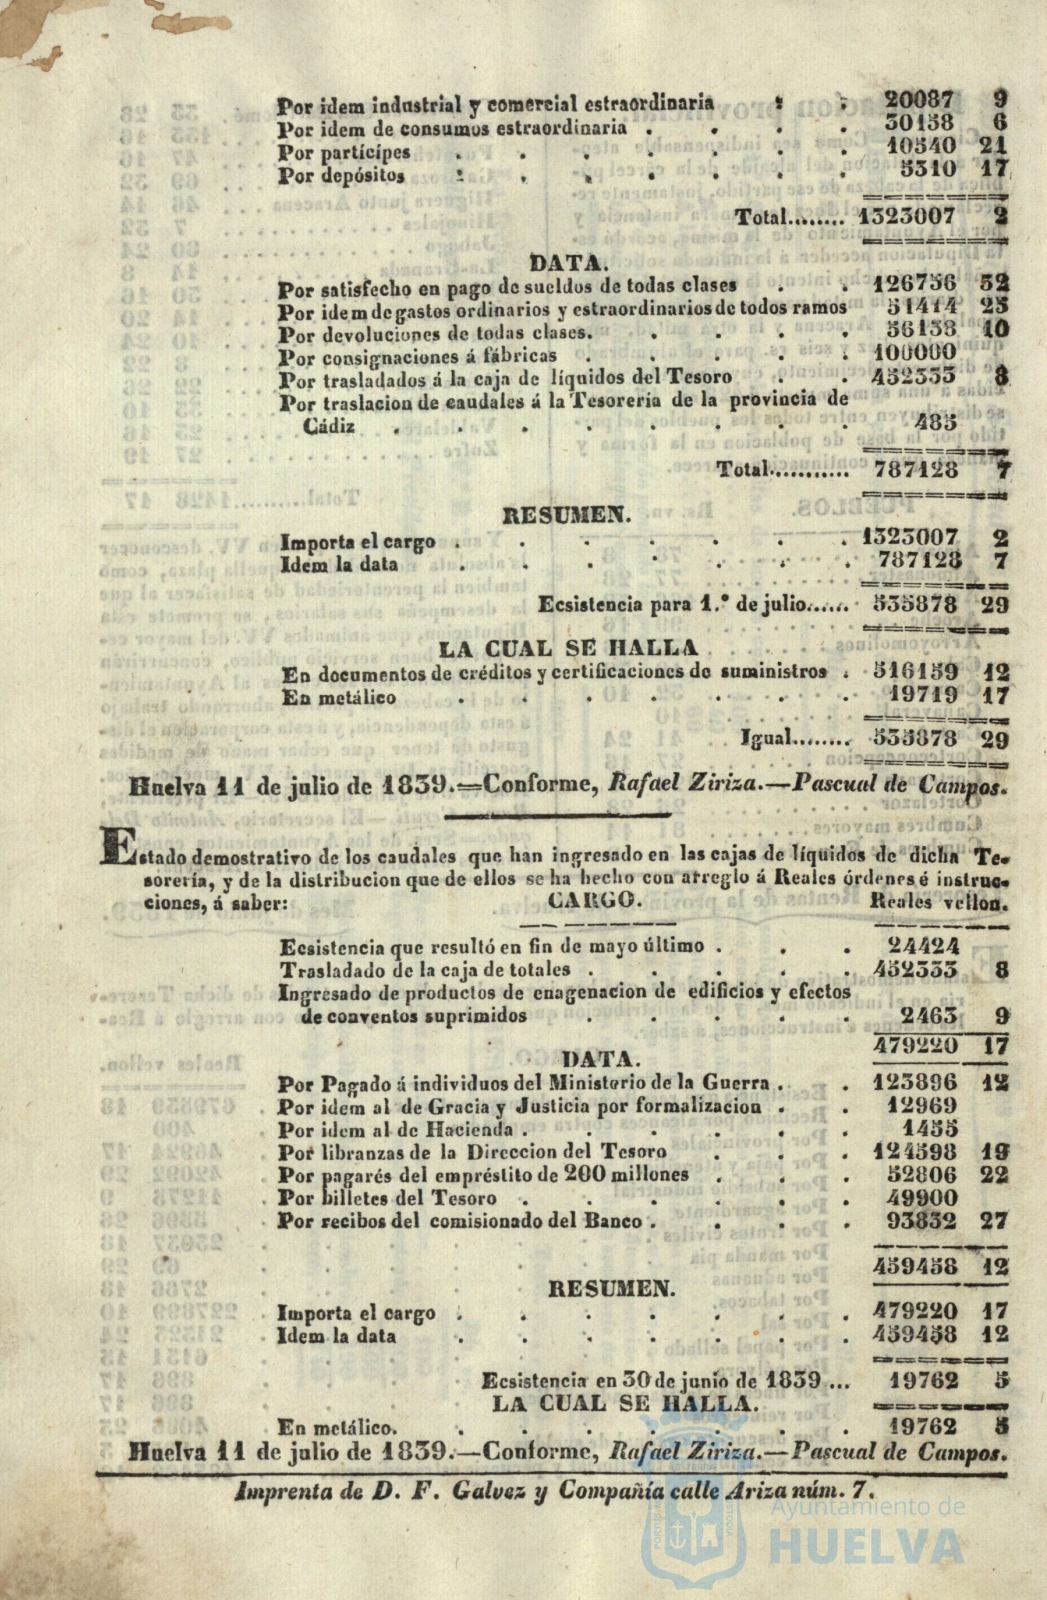 Por idem industrial y comercial estraordinaria . . 20087 9
Por idem de consumos estraordinaria . . . . 30158 6
Por partícipes . . . . . . . 10540 21
Por depósitos . . . . . . . 5310 17
Total........ 1323007 2
DATA.
Por satisfecho en pago de sueldos de todas clases . . 126756 32
Por idem de gastos ordinarios y estraordinarios de todos ramos 51414 25
Por devoluciones de todas clases. . . . . 56138 10
Por consignaciones á fábricas . . . . . 100000
Por trasladados á la caja de líquidos del Tesoro . . 452333 8
Por traslacion de caudales á la Tesorería de la provincia de
Cádiz . . . . . . . . 485
Total........... 787128 7
RESUMEN.
Importa el cargo . . . . . . . 1323007 2
Idem la data . . . . . . . 787128 7
Ecsistencia para 1.º de julio...... 535878 29
LA CUAL SE HALLA
En documentos de créditos y certificaciones de suministros . 516159 12
En metálico . . . . . . . 19719 17
Igual........ 535878 29
Huelva 11 de julio de 1839.=Conforme, Rafael Ziriza.—Pascual de Campos.
Estado demostrativo de los caudales que han ingresado en las cajas de líquidos de dicha Te-
sorería, y de la distribucion que de ellos se ha hecho con arreglo á Reales órdenes é instruc-
ciones, á saber: CARGO. Reales vellon.
Ecsistencia que resultó en fin de mayo último . . . 24424
Trasladado de la caja de totales . . . . . 452333 8
Ingresado de productos de enagenacion de edificios y efectos
de conventos suprimidos . . . . . 2463 9
479220 17
DATA.
Por Pagado á individuos del Ministerio de la Guerra . . 123896 12
Por idem al de Gracia y Justicia por formalizacion . . 12969
Por idem al de Hacienda . . . . . . 1455
Por libranzas de la Direccion del Tesoro . . . 124598 19
Por pagarés del empréstito de 200 millones . . . 52806 22
Por billetes del Tesoro . . . . . . 49900
Por recibos del comisionado del Banco . . . . 93832 27
459458 12
RESUMEN.
Importa el cargo . . . . . . . 479220 17
Idem la data . . . . . . . 459458 12
Ecsistencia en 30 de junio de 1839 ... 19762 5
LA CUAL SE HALLA.
En metálico. . . . . . . . 19762 5
Huelva 11 de julio de 1839.—Conforme, Rafael Ziriza.—Pascual de Campos.
Imprenta de D. F. Galvez y Compañía calle Ariza núm. 7.
Ayuntamiento de
HUELVA